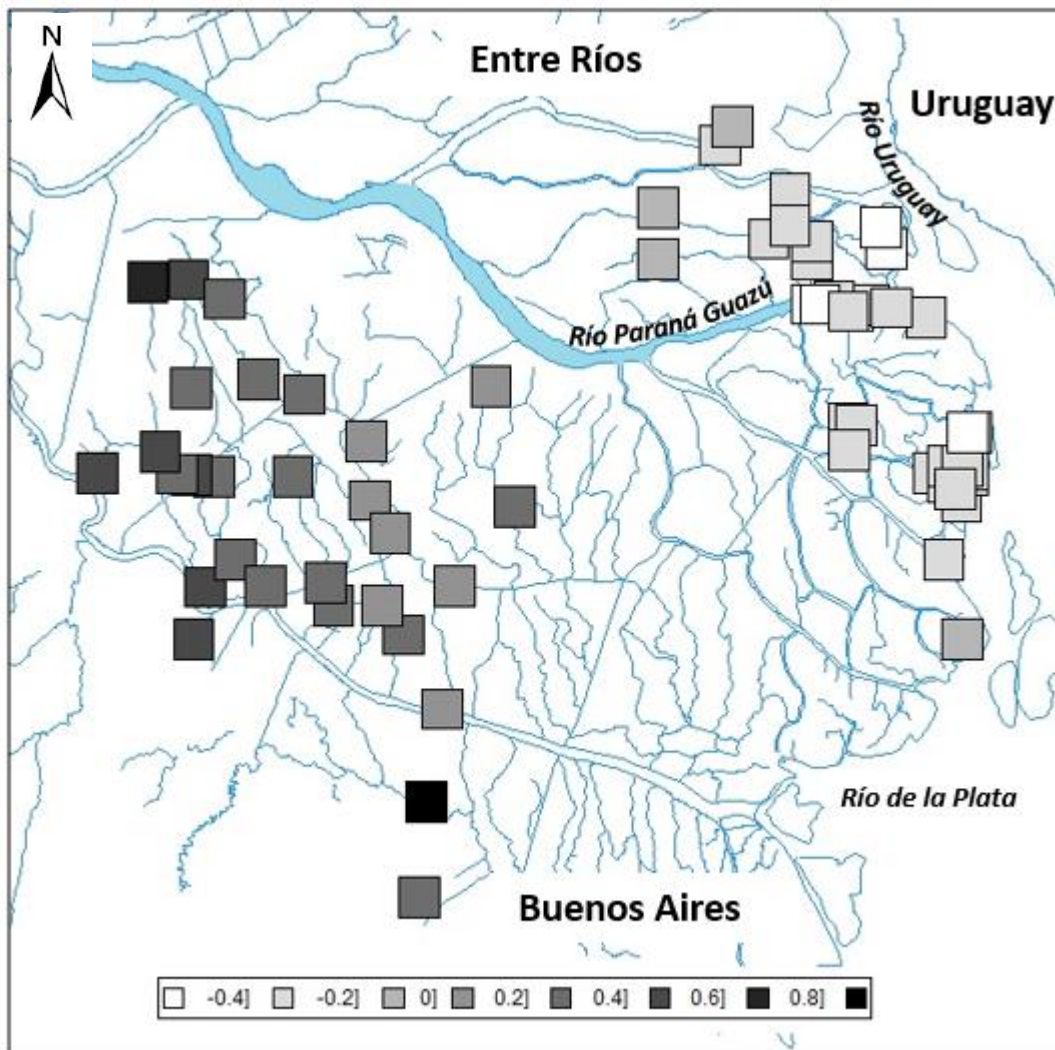 N
Entre Ríos
Uruguay
Río Uruguay
Río Paraná Guazú
Río de la Plata
Buenos Aires
-0.4] -0.2] 0] 0.2] 0.4] 0.6] 0.8]